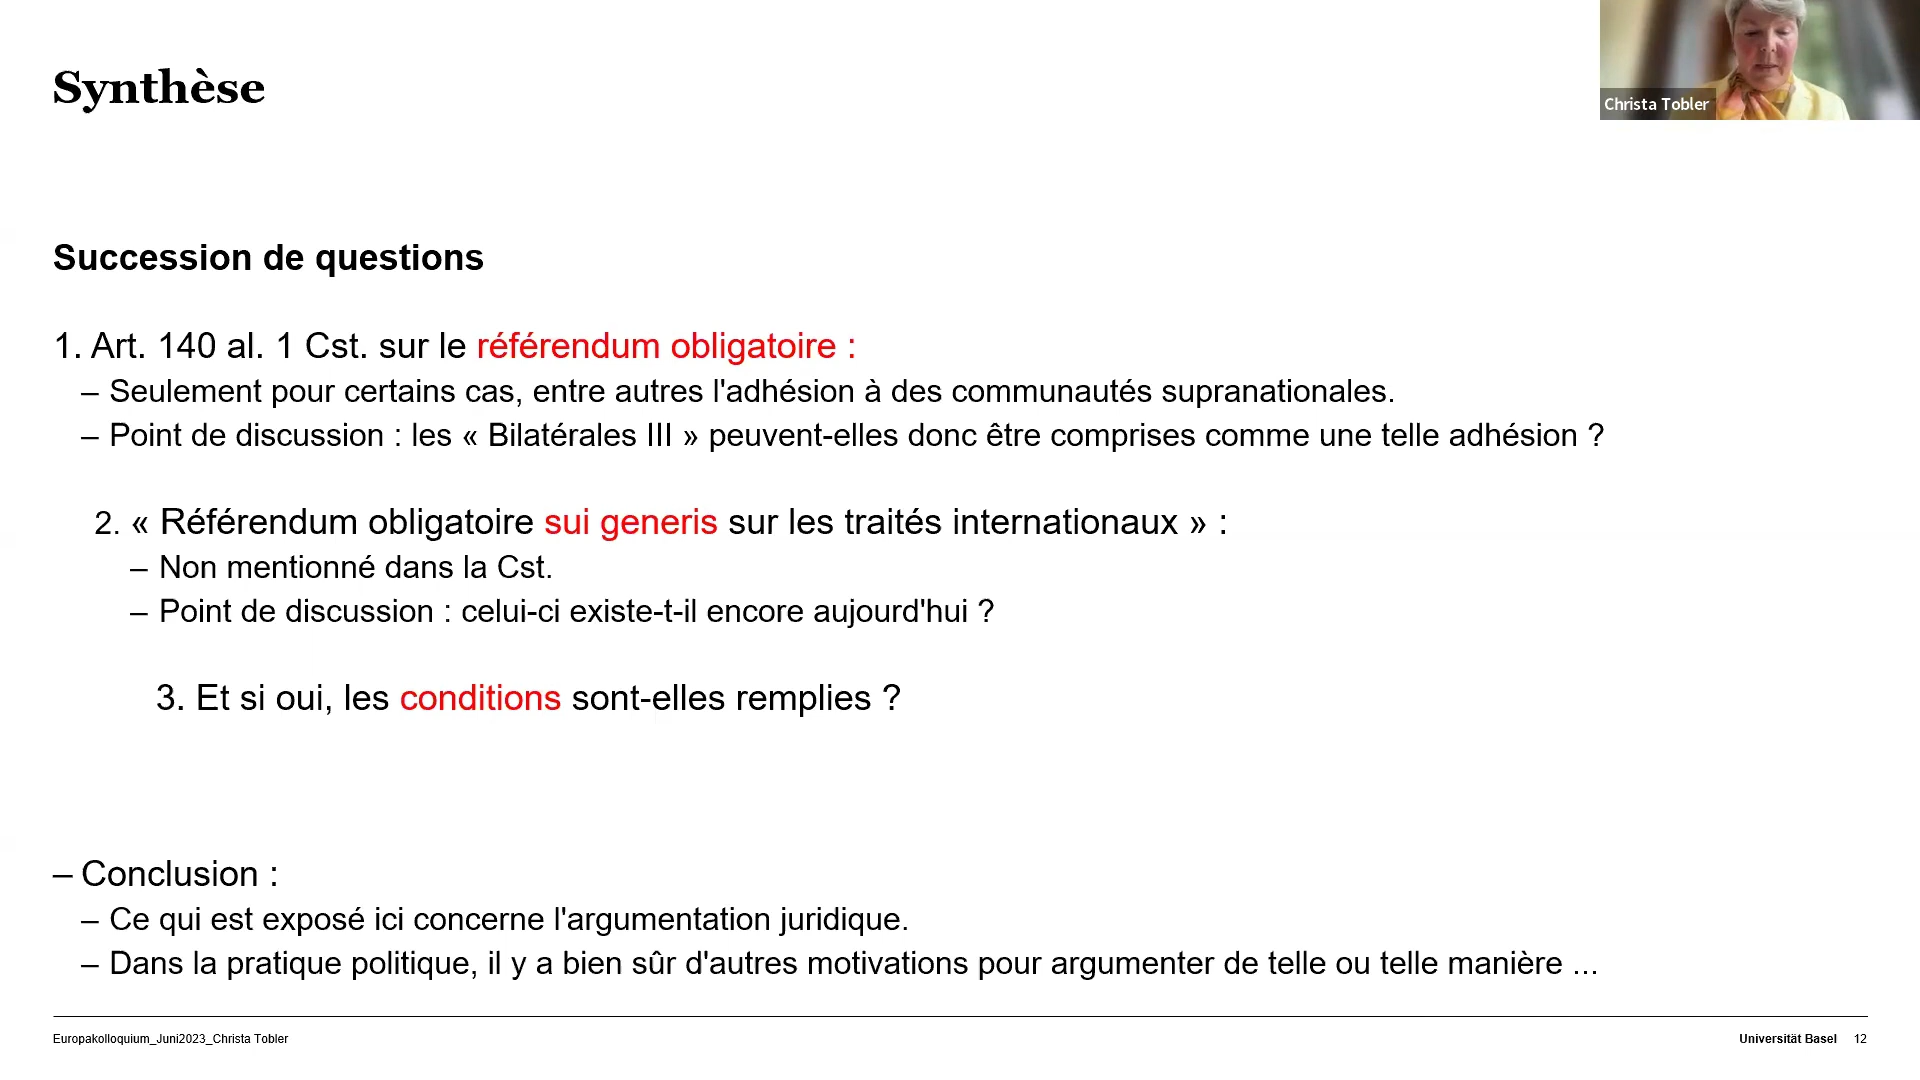 Synthèse
Christa Tobler
Succession de questions
1. Art. 140 al. 1 Cst. sur le référendum obligatoire :
– Seulement pour certains cas, entre autres l'adhésion à des communautés supranationales.
– Point de discussion : les « Bilatérales III » peuvent-elles donc être comprises comme une telle adhésion ?
2. « Référendum obligatoire sui generis sur les traités internationaux » :
– Non mentionné dans la Cst.
– Point de discussion : celui-ci existe-t-il encore aujourd'hui ?
3. Et si oui, les conditions sont-elles remplies ?
– Conclusion :
– Ce qui est exposé ici concerne l'argumentation juridique.
– Dans la pratique politique, il y a bien sûr d'autres motivations pour argumenter de telle ou telle manière ...
Europakolloquium_Juni2023_Christa Tobler
Universität Basel 12